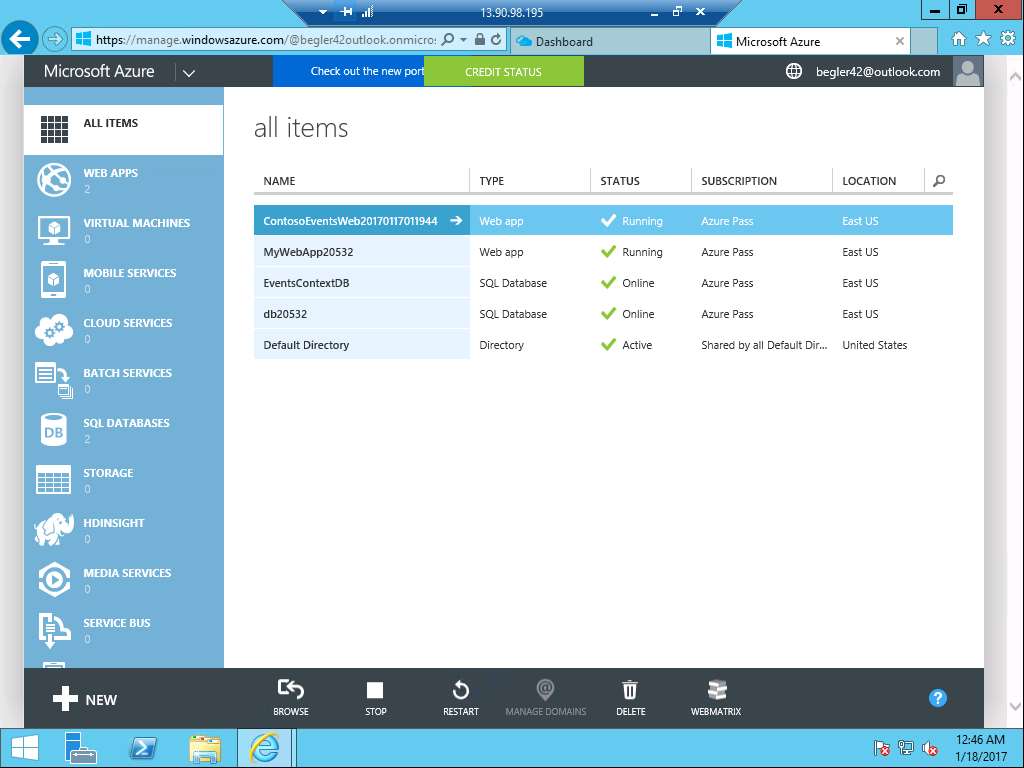 13.90.98.195
https://manage.windowsazure.com/@begler42outlook.onmicros
Dashboard
Microsoft Azure
Microsoft Azure
Check out the new port
CREDIT STATUS
begler42@outlook.com
ALL ITEMS
WEB APPS
2
VIRTUAL MACHINES
0
MOBILE SERVICES
0
CLOUD SERVICES
0
BATCH SERVICES
0
SQL DATABASES
2
DB
STORAGE
0
HDINSIGHT
0
MEDIA SERVICES
0
SERVICE BUS
0
all items
NAME TYPE STATUS SUBSCRIPTION LOCATION
ContosoEventsWeb20170117011944 Web app Running Azure Pass East US
MyWebApp20532 Web app Running Azure Pass East US
EventsContextDB SQL Database Online Azure Pass East US
db20532 SQL Database Online Azure Pass East US
Default Directory Directory Active Shared by all Default Dir... United States
NEW
BROWSE
STOP
RESTART
MANAGE DOMAINS
DELETE
WEBMATRIX
?
12:46 AM
1/18/2017